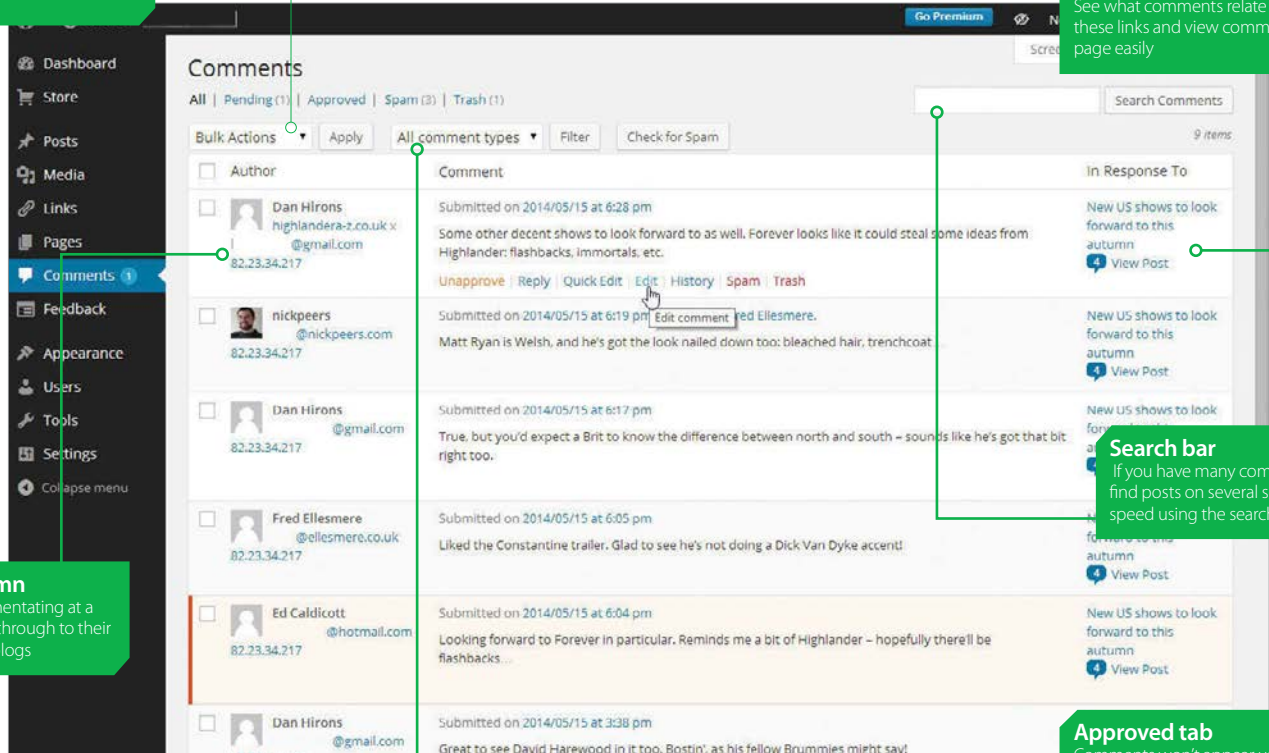 Go Premium
N
See what comments relate
these links and view comm
page easily
Scree
Dashboard
Store
Posts
Media
Links
Pages
Comments 1
Feedback
Appearance
Users
Tools
Settings
Collapse menu
Comments
All | Pending (1) | Approved | Spam (3) | Trash (1)
Search Comments
Bulk Actions Apply All comment types Filter Check for Spam
9 items
Author Comment In Response To
Dan Hirons
highlandera-z.co.uk x
@gmail.com
82.23.34.217
Submitted on 2014/05/15 at 6:28 pm
Some other decent shows to look forward to as well. Forever looks like it could steal some ideas from
Highlander: flashbacks, immortals, etc.
Unapprove | Reply | Quick Edit | Edit | History | Spam | Trash
Edit comment
New US shows to look
forward to this
autumn
4 View Post
nickpeers
@nickpeers.com
82.23.34.217
Submitted on 2014/05/15 at 6:19 pm red Ellesmere.
Matt Ryan is Welsh, and he's got the look nailed down too: bleached hair, trenchcoat...
New US shows to look
forward to this
autumn
4 View Post
Dan Hirons
@gmail.com
82.23.34.217
Submitted on 2014/05/15 at 6:17 pm
True, but you'd expect a Brit to know the difference between north and south – sounds like he's got that bit
right too.
New US shows to look
Search bar
If you have many com
find posts on several s
speed using the search
Fred Ellesmere
@ellesmere.co.uk
82.23.34.217
Submitted on 2014/05/15 at 6:05 pm
Liked the Constantine trailer. Glad to see he's not doing a Dick Van Dyke accent!
forward to this
autumn
4 View Post
mn
mentating at a
through to their
logs
Ed Caldicott
@hotmail.com
82.23.34.217
Submitted on 2014/05/15 at 6:04 pm
Looking forward to Forever in particular. Reminds me a bit of Highlander – hopefully there'll be
flashbacks...
New US shows to look
forward to this
autumn
4 View Post
Dan Hirons
@gmail.com
Submitted on 2014/05/15 at 3:38 pm
Great to see David Harewood in it too. Bostin', as his fellow Brummies might say!
Approved tab